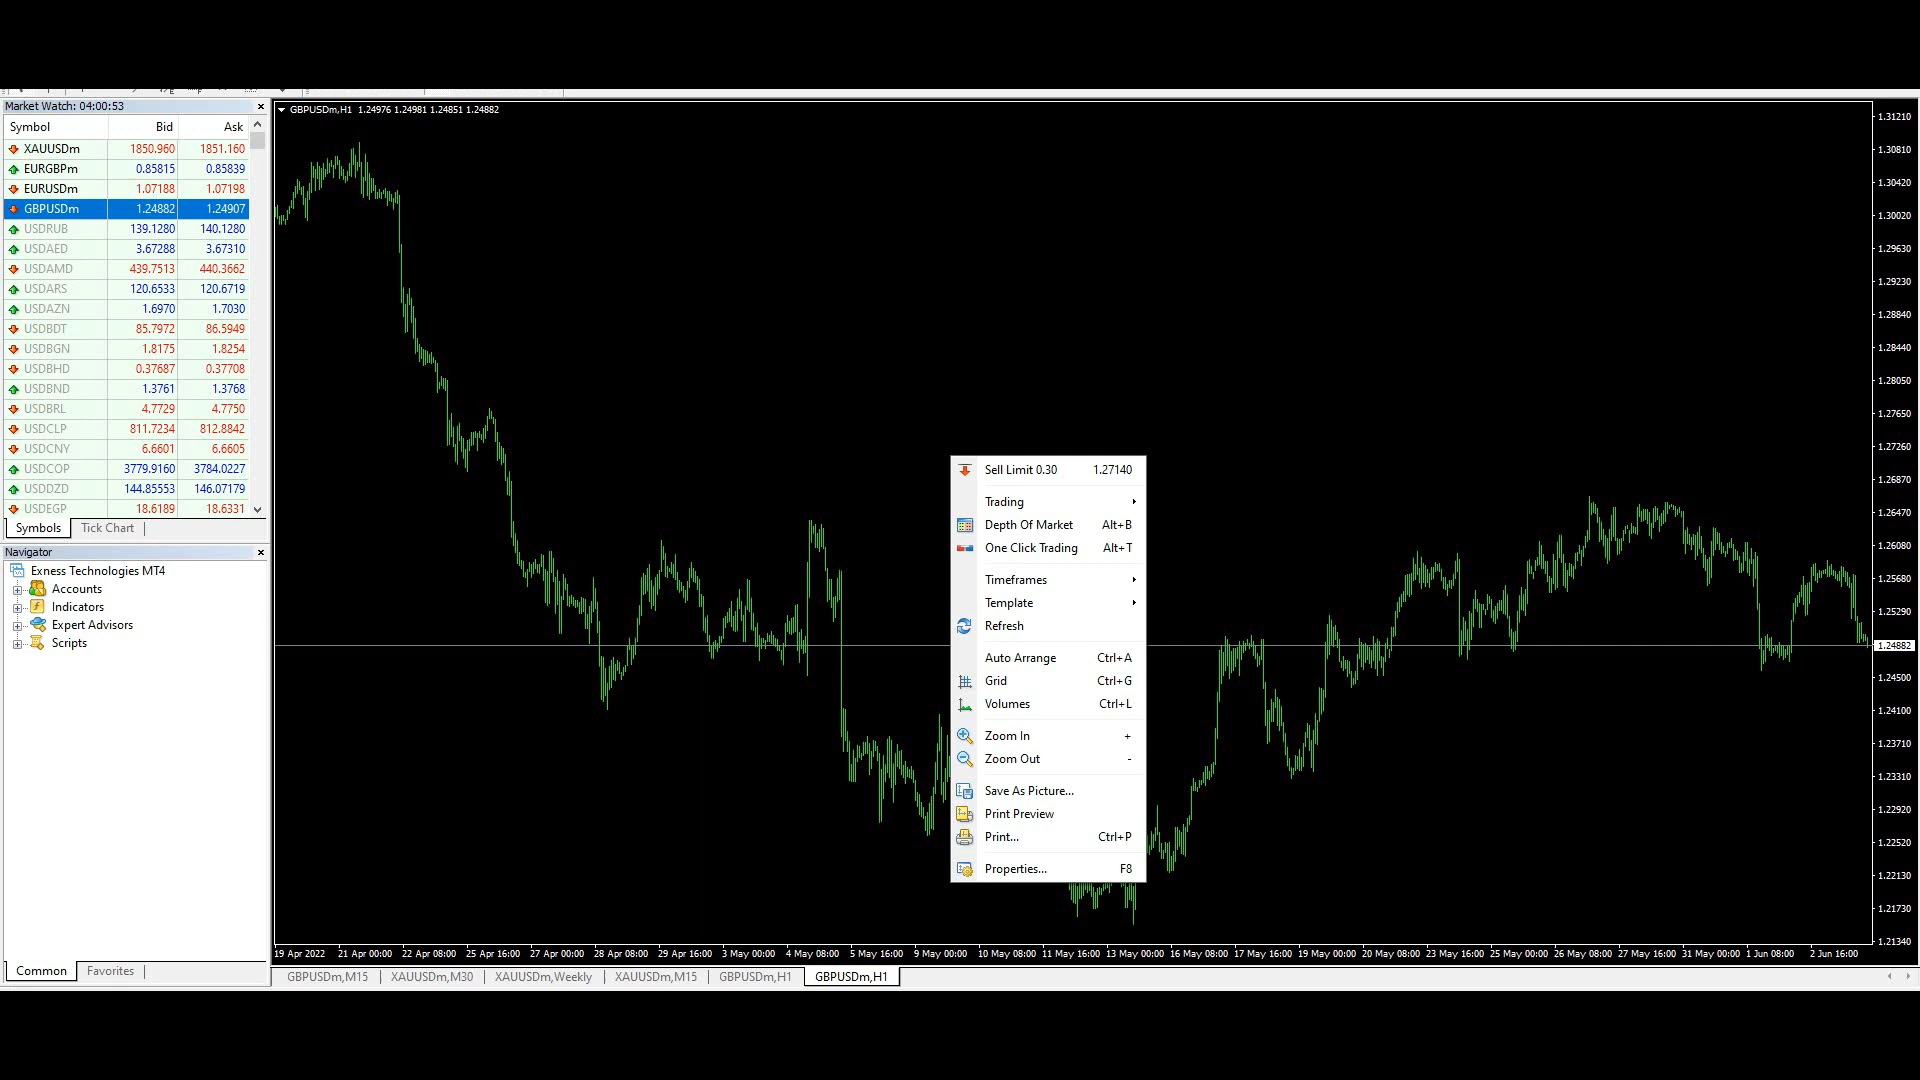 Market Watch: 04:00:53
Symbol Bid Ask
XAUUSDm 1850.960 1851.160
EURGBPm 0.85815 0.85839
EURUSDm 1.07188 1.07198
GBPUSDm 1.24882 1.24907
USDRUB 139.1280 140.1280
USDAED 3.67288 3.67310
USDAMD 439.7513 440.3662
USDARS 120.6533 120.6719
USDAZN 1.6970 1.7030
USDBDT 85.7972 86.5949
USDBGN 1.8175 1.8254
USDBHD 0.37687 0.37708
USDBND 1.3761 1.3768
USDBRL 4.7729 4.7750
USDCLP 811.7234 812.8842
USDCNY 6.6601 6.6605
USDCOP 3779.9160 3784.0227
USDDZD 144.85553 146.07179
USDEGP 18.6189 18.6331
Symbols Tick Chart
Navigator
Exness Technologies MT4
Accounts
Indicators
Expert Advisors
Scripts
Common Favorites
GBPUSDm,H1 1.24976 1.24981 1.24851 1.24882
Sell Limit 0.30 1.27140
Trading
Depth Of Market Alt+B
One Click Trading Alt+T
Timeframes
Template
Refresh
Auto Arrange Ctrl+A
Grid Ctrl+G
Volumes Ctrl+L
Zoom In +
Zoom Out -
Save As Picture...
Print Preview
Print... Ctrl+P
Properties... F8
1.31210
1.30810
1.30420
1.30020
1.29630
1.29230
1.28840
1.28440
1.28050
1.27650
1.27260
1.26870
1.26470
1.26080
1.25680
1.25290
1.24882
1.24500
1.24100
1.23710
1.23310
1.22920
1.22520
1.22130
1.21730
1.21340
19 Apr 2022 21 Apr 00:00 22 Apr 08:00 25 Apr 16:00 27 Apr 00:00 28 Apr 08:00 29 Apr 16:00 3 May 00:00 4 May 08:00 5 May 16:00 9 May 00:00 10 May 08:00 11 May 16:00 13 May 00:00 16 May 08:00 17 May 16:00 19 May 00:00 20 May 08:00 23 May 16:00 25 May 00:00 26 May 08:00 27 May 16:00 31 May 00:00 1 Jun 08:00 2 Jun 16:00
GBPUSDm,M15 XAUUSDm,M30 XAUUSDm,Weekly XAUUSDm,M15 GBPUSDm,H1 GBPUSDm,H1